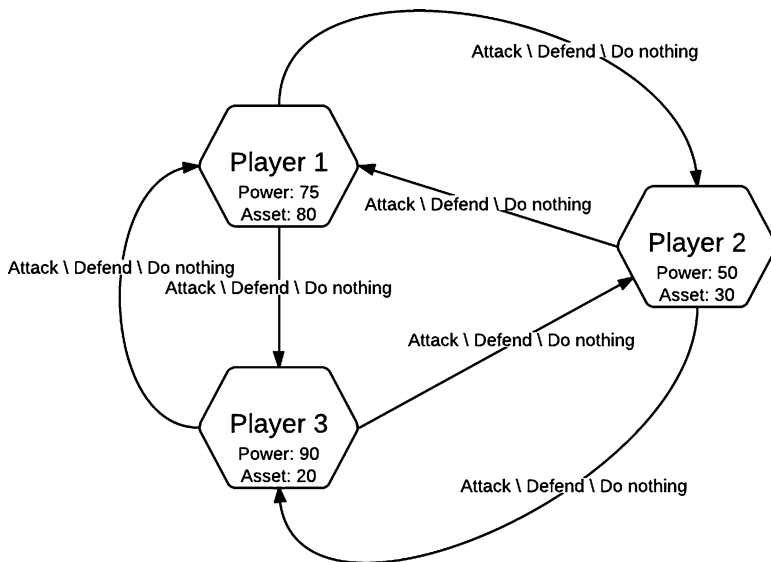 Attack \ Defend \ Do nothing
Player 1
Power: 75
Asset: 80
Attack \ Defend \ Do nothing
Player 2
Power: 50
Asset: 30
Attack \ Defend \ Do nothing
Attack \ Defend \ Do nothing
Attack \ Defend \ Do nothing
Player 3
Power: 90
Asset: 20
Attack \ Defend \ Do nothing